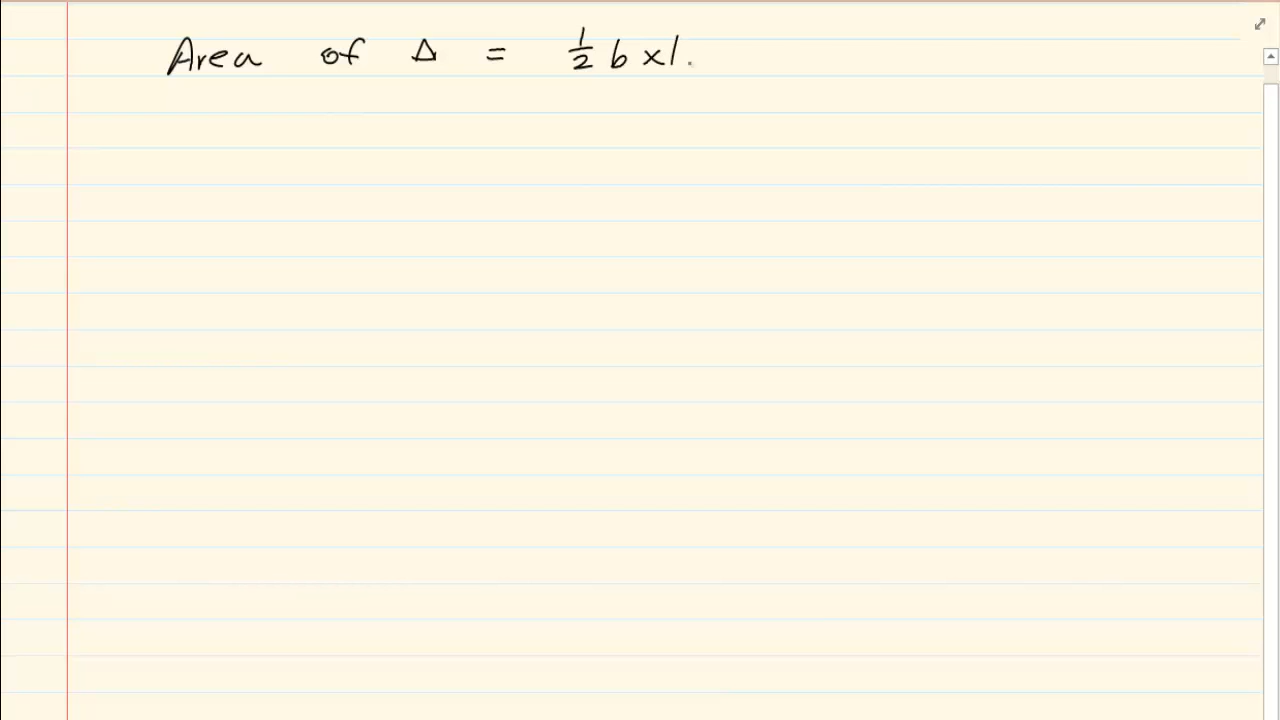 Area of Δ = ½ b x l